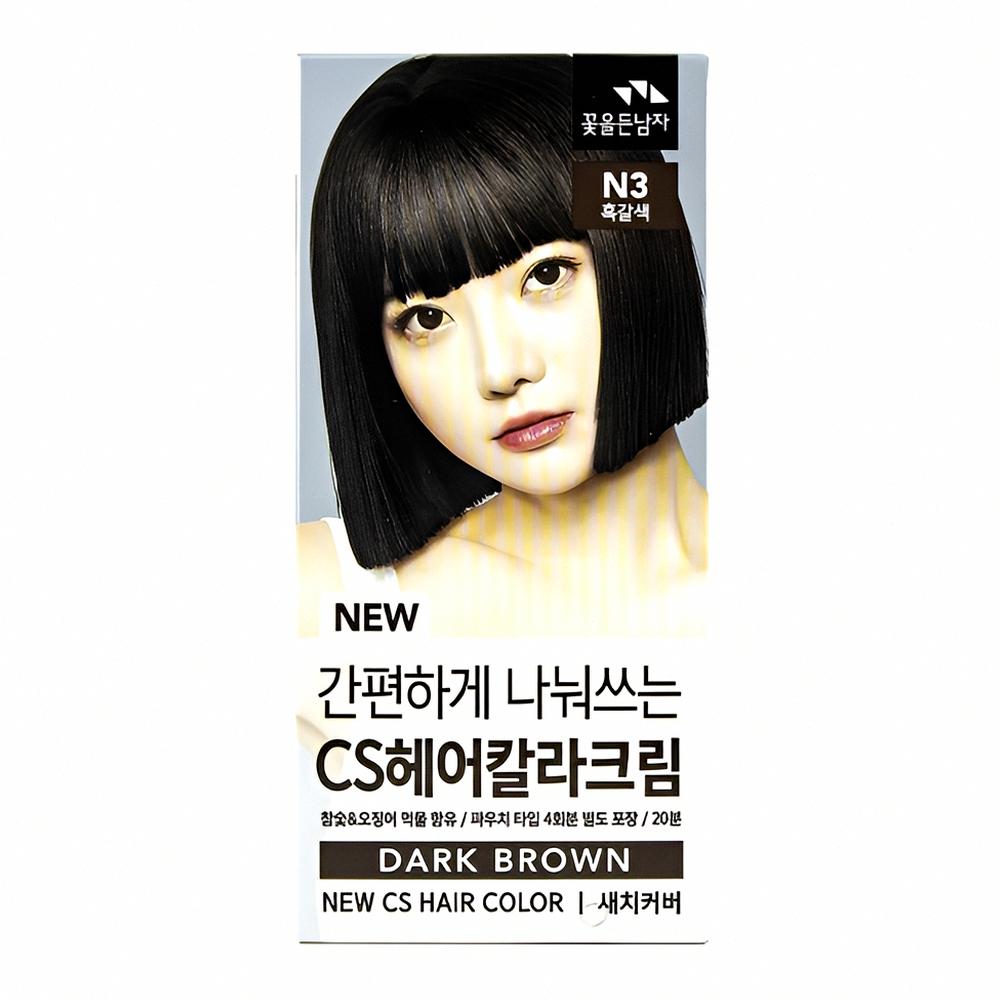 꽃을든남자
N3
흑갈색
NEW
간편하게 나눠쓰는
CS헤어칼라크림
참숯&오징어 먹물 함유 / 파우치 타입 4회분 별도 포장 / 20분
DARK BROWN
NEW CS HAIR COLOR | 새치커버